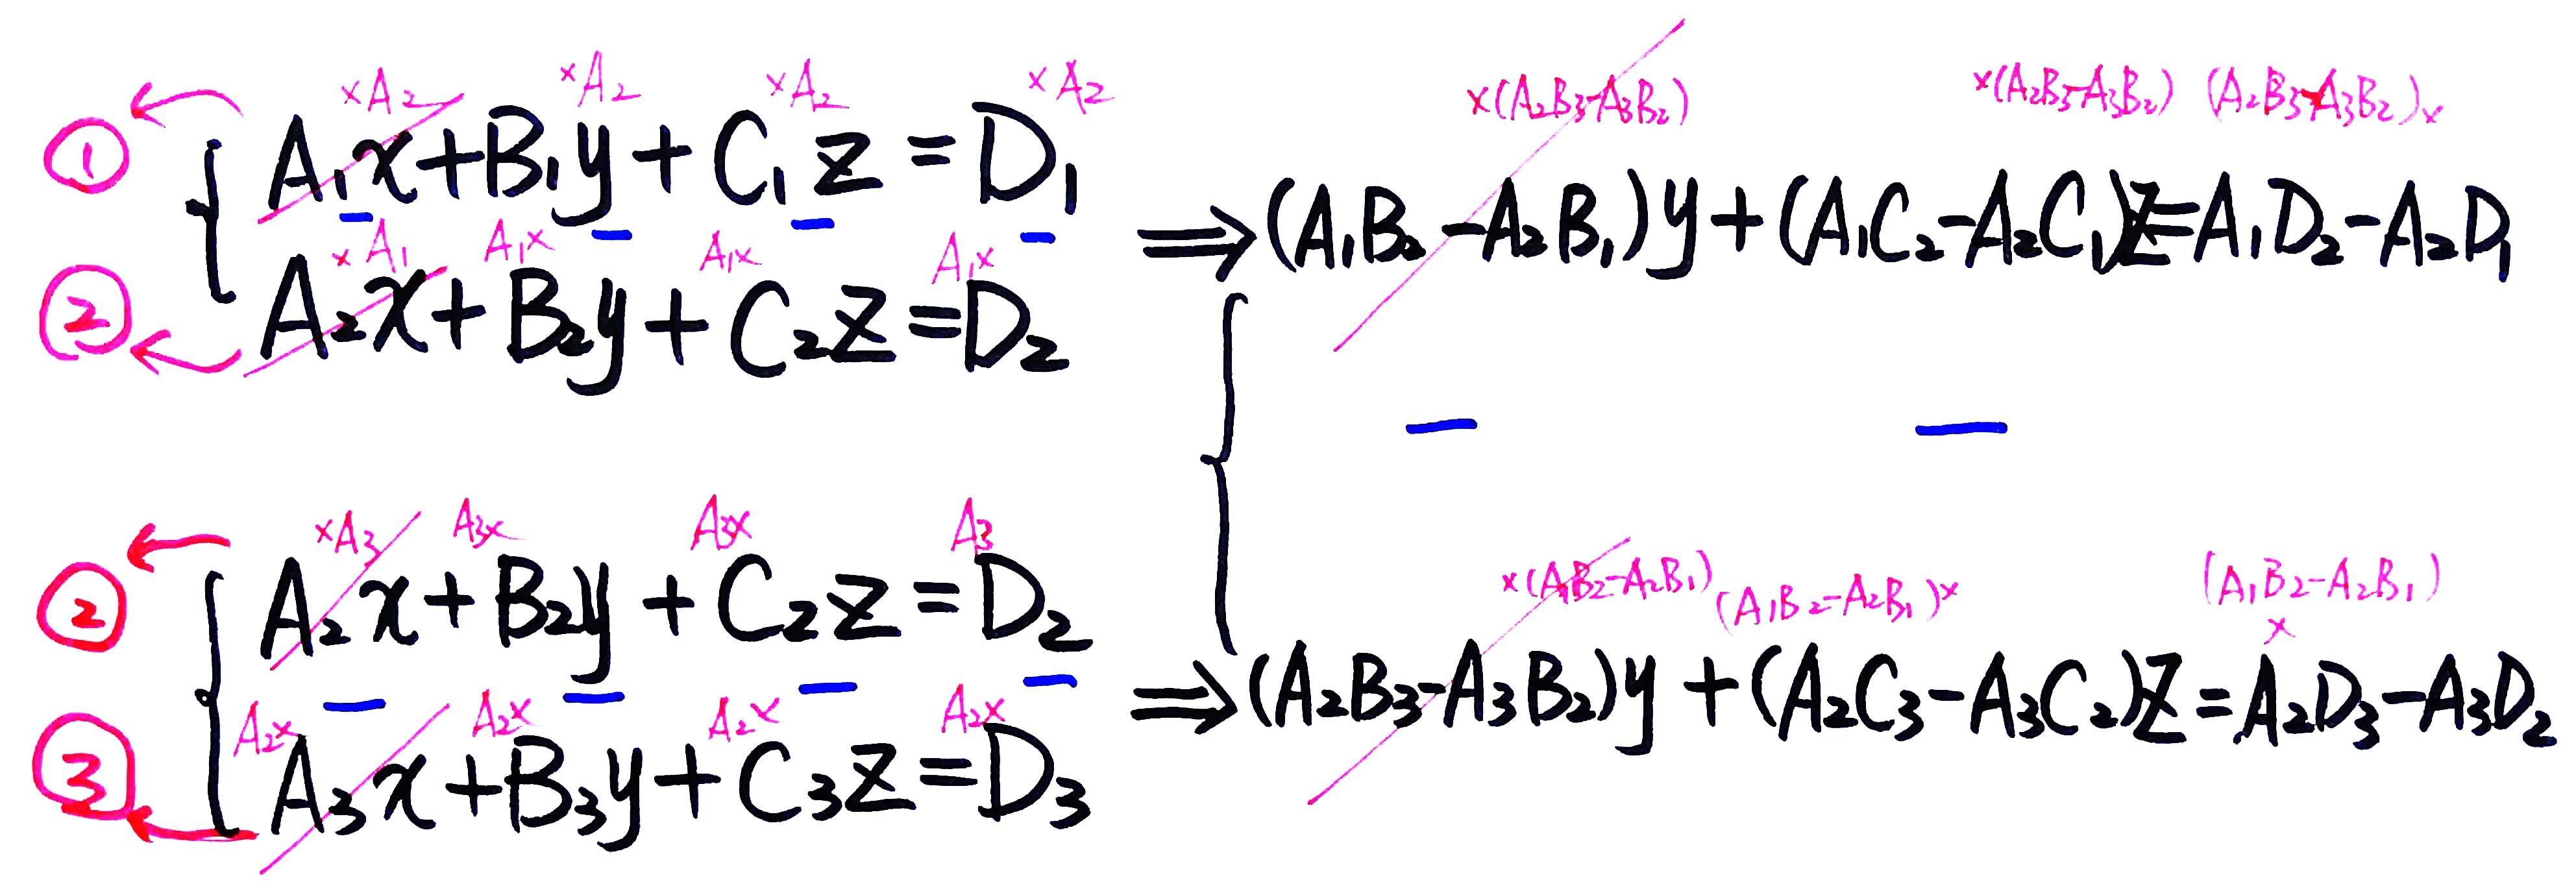 ×A₂ ×A₂ ×A₂ ×A₂ ×(A₂B₃-A₃B₂) ×(A₂B₃-A₃B₂) (A₂B₃-A₃B₂)×
① A₁x+B₁y+C₁z=D₁
⇒(A₁B₂-A₂B₁)y+(A₁C₂-A₂C₁)z=A₁D₂-A₂D₁
×A₁ A₁× A₁× A₁×
② A₂x+B₂y+C₂z=D₂
×A₃ A₃× A₃× A₃
② A₂x+B₂y+C₂z=D₂
×(A₁B₂-A₂B₁) (A₁B₂-A₂B₁)× (A₁B₂-A₂B₁)×
⇒(A₂B₃-A₃B₂)y+(A₂C₃-A₃C₂)z=A₂D₃-A₃D₂
A₂× A₂× A₂× A₂×
③ A₃x+B₃y+C₃z=D₃